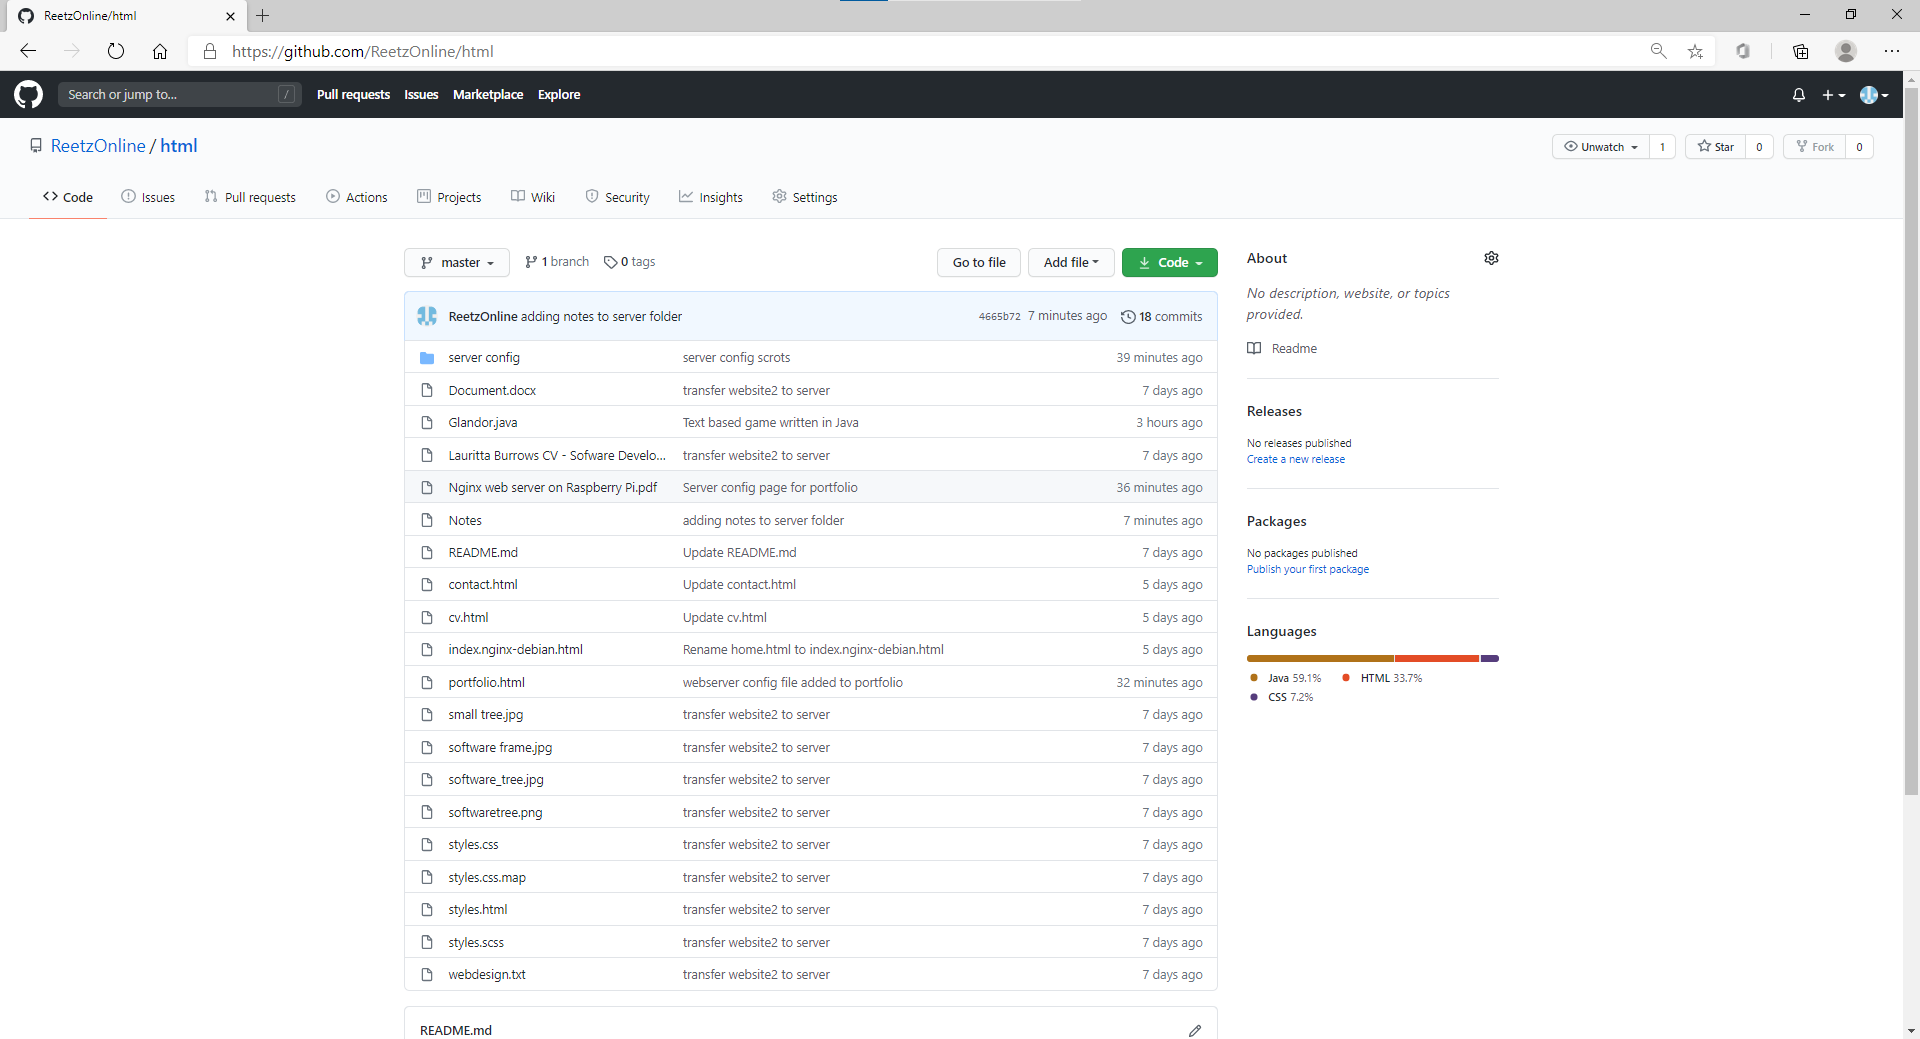 ReetzOnline/html
https://github.com/ReetzOnline/html
Search or jump to... /
Pull requests Issues Marketplace Explore
ReetzOnline / html
Unwatch 1 Star 0 Fork 0
Code Issues Pull requests Actions Projects Wiki Security Insights Settings
master 1 branch 0 tags Go to file Add file Code
ReetzOnline adding notes to server folder 4665b72 7 minutes ago 18 commits
server config server config scrots 39 minutes ago
Document.docx transfer website2 to server 7 days ago
Glandor.java Text based game written in Java 3 hours ago
Lauritta Burrows CV - Sofware Develo... transfer website2 to server 7 days ago
Nginx web server on Raspberry Pi.pdf Server config page for portfolio 36 minutes ago
Notes adding notes to server folder 7 minutes ago
README.md Update README.md 7 days ago
contact.html Update contact.html 5 days ago
cv.html Update cv.html 5 days ago
index.nginx-debian.html Rename home.html to index.nginx-debian.html 5 days ago
portfolio.html webserver config file added to portfolio 32 minutes ago
small tree.jpg transfer website2 to server 7 days ago
software frame.jpg transfer website2 to server 7 days ago
software_tree.jpg transfer website2 to server 7 days ago
softwaretree.png transfer website2 to server 7 days ago
styles.css transfer website2 to server 7 days ago
styles.css.map transfer website2 to server 7 days ago
styles.html transfer website2 to server 7 days ago
styles.scss transfer website2 to server 7 days ago
webdesign.txt transfer website2 to server 7 days ago
README.md
About
No description, website, or topics
provided.
Readme
Releases
No releases published
Create a new release
Packages
No packages published
Publish your first package
Languages
Java 59.1% HTML 33.7%
CSS 7.2%